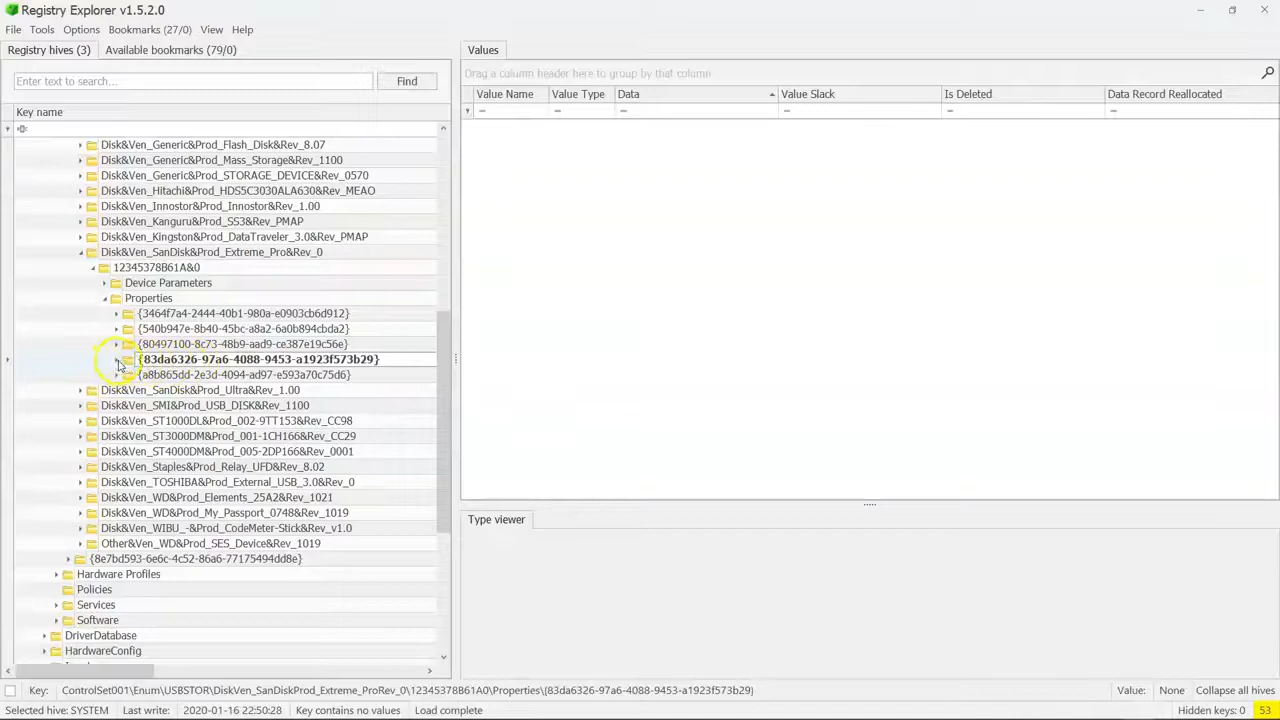 Registry Explorer v1.5.2.0
File Tools Options Bookmarks (27/0) View Help
Registry hives (3) Available bookmarks (79/0)
Enter text to search... Find
Key name
Disk&Ven_Generic&Prod_Flash_Disk&Rev_8.07
Disk&Ven_Generic&Prod_Mass_Storage&Rev_1100
Disk&Ven_Generic&Prod_STORAGE_DEVICE&Rev_0570
Disk&Ven_Hitachi&Prod_HDS5C3030ALA630&Rev_MEAO
Disk&Ven_Innostor&Prod_Innostor&Rev_1.00
Disk&Ven_Kanguru&Prod_SS3&Rev_PMAP
Disk&Ven_Kingston&Prod_DataTraveler_3.0&Rev_PMAP
Disk&Ven_SanDisk&Prod_Extreme_Pro&Rev_0
12345378B61A&0
Device Parameters
Properties
{3464f7a4-2444-40b1-980a-e0903cb6d912}
{540b947e-8b40-45bc-a8a2-6a0b894cbda2}
{80497100-8c73-48b9-aad9-ce387e19c56e}
{83da6326-97a6-4088-9453-a1923f573b29}
{a8b865dd-2e3d-4094-ad97-e593a70c75d6}
Disk&Ven_SanDisk&Prod_Ultra&Rev_1.00
Disk&Ven_SMI&Prod_USB_DISK&Rev_1100
Disk&Ven_ST1000DL&Prod_002-9TT153&Rev_CC98
Disk&Ven_ST3000DM&Prod_001-1CH166&Rev_CC29
Disk&Ven_ST4000DM&Prod_005-2DP166&Rev_0001
Disk&Ven_Staples&Prod_Relay_UFD&Rev_8.02
Disk&Ven_TOSHIBA&Prod_External_USB_3.0&Rev_0
Disk&Ven_WD&Prod_Elements_25A2&Rev_1021
Disk&Ven_WD&Prod_My_Passport_0748&Rev_1019
Disk&Ven_WIBU_-&Prod_CodeMeter-Stick&Rev_v1.0
Other&Ven_WD&Prod_SES_Device&Rev_1019
{8e7bd593-6e6c-4c52-86a6-77175494dd8e}
Hardware Profiles
Policies
Services
Software
DriverDatabase
HardwareConfig
Values
Drag a column header here to group by that column
Value Name Value Type Data Value Slack Is Deleted Data Record Reallocated
Type viewer
Key: ControlSet001\Enum\USBSTOR\DiskVen_SanDiskProd_Extreme_ProRev_0\12345378B61A0\Properties\{83da6326-97a6-4088-9453-a1923f573b29} Value: None Collapse all hives
Selected hive: SYSTEM Last write: 2020-01-16 22:50:28 Key contains no values Load complete Hidden keys: 0 53